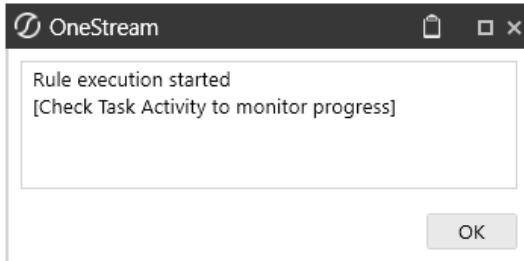 OneStream
Rule execution started
[Check Task Activity to monitor progress]
OK